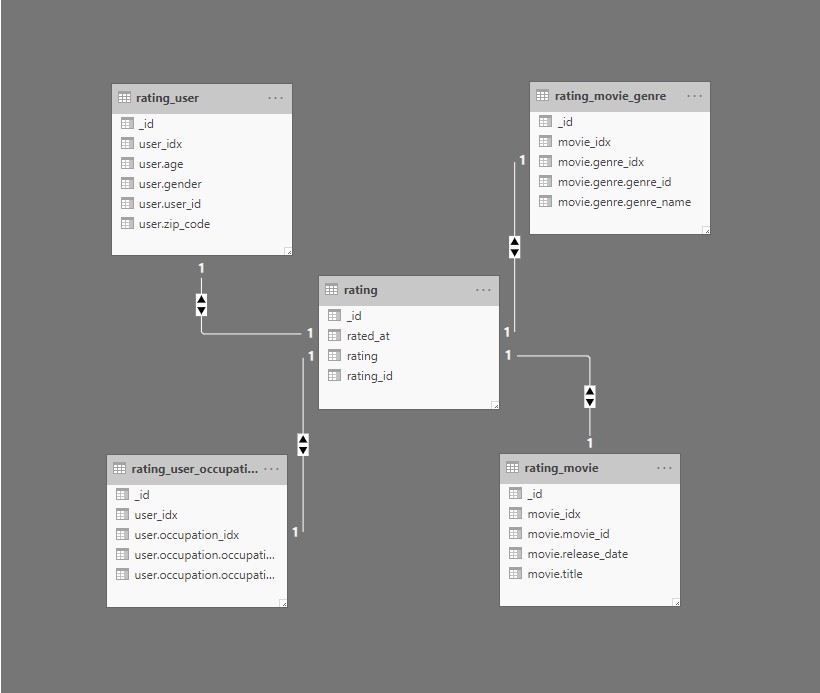 rating_user ...
_id
user_idx
user.age
user.gender
user.user_id
user.zip_code
1
rating_movie_genre ...
_id
movie_idx
movie.genre_idx
movie.genre.genre_id
movie.genre.genre_name
1
rating ...
_id
rated_at
rating
rating_id
1
1
1
1
rating_user_occupati... ...
_id
user_idx
user.occupation_idx
user.occupation.occupati...
user.occupation.occupati...
1
1
rating_movie ...
_id
movie_idx
movie.movie_id
movie.release_date
movie.title